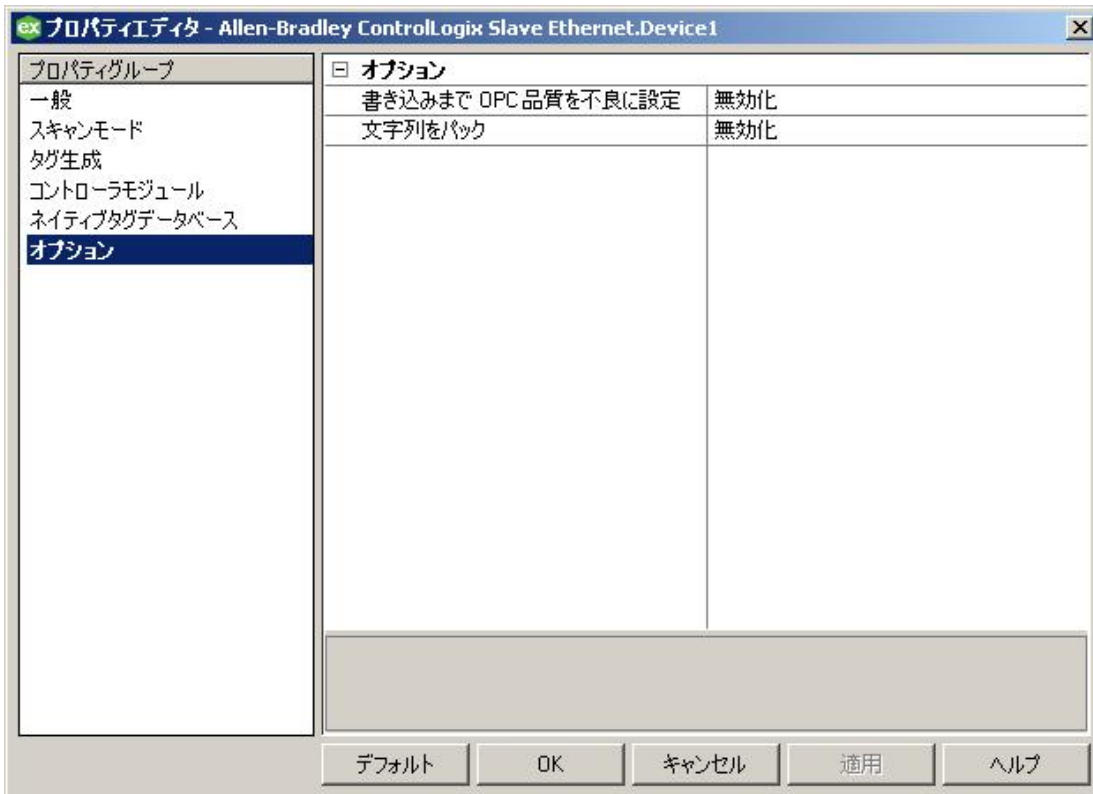 ex プロパティエディタ - Allen-Bradley ControlLogix Slave Ethernet.Device1
プロパティグループ
一般
スキャンモード
タグ生成
コントローラモジュール
ネイティブタグデータベース
オプション
オプション
書き込みまで OPC 品質を不良に設定 無効化
文字列をパック 無効化
デフォルト OK キャンセル 適用 ヘルプ